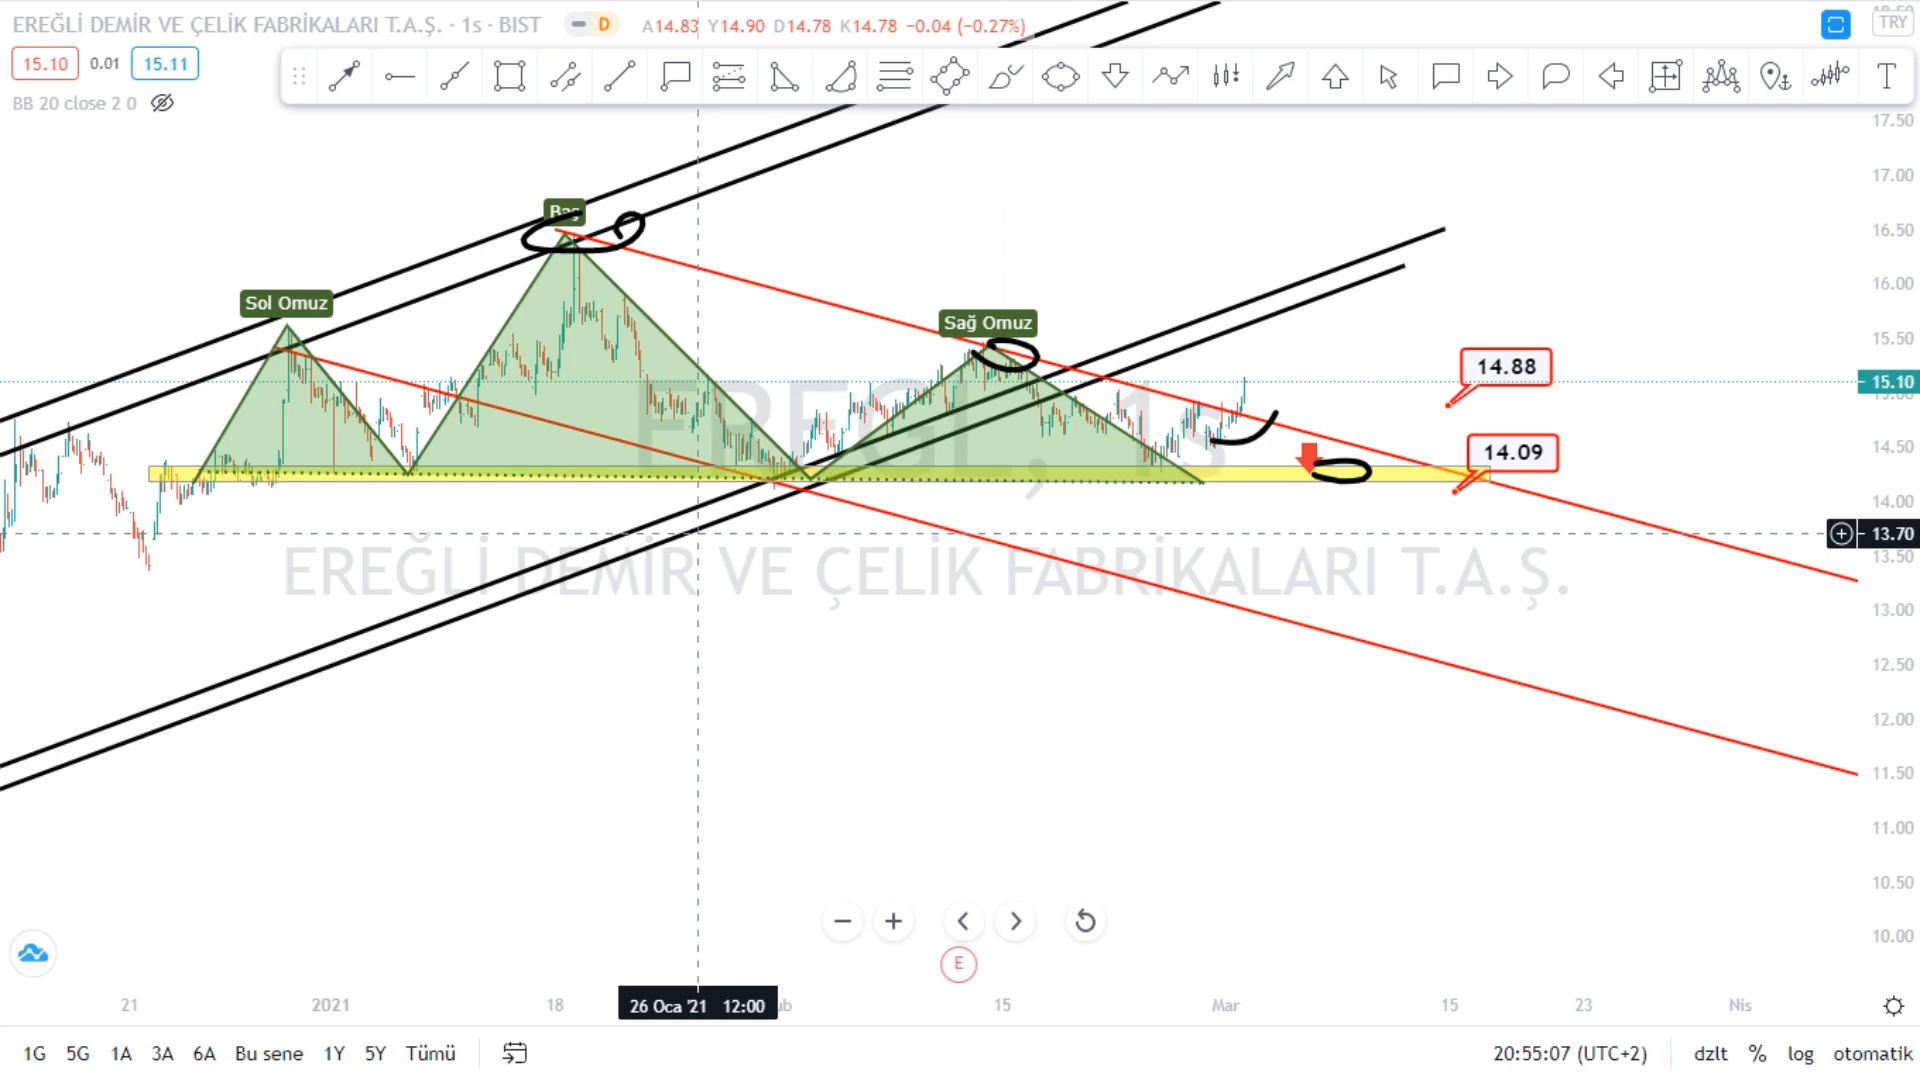 EREĞLİ DEMİR VE ÇELİK FABRİKALARI T.A.Ş. · 1s · BIST D A14.83 Y14.90 D14.78 K14.78 −0.04 (−0.27%)
TRY
15.10 0.01 15.11
BB 20 close 2 0
T
17.50
17.00
Baş
16.50
16.00
Sol Omuz
Sağ Omuz
15.50
14.88
15.10
15.00
EREGL, 1s
14.50
14.09
14.00
13.70
13.50
EREĞLİ DEMİR VE ÇELİK FABRİKALARI T.A.Ş.
13.00
12.50
12.00
11.50
11.00
10.50
10.00
E
21 2021 18 26 Oca '21 12:00 15 Mar 15 23 Nis
1G 5G 1A 3A 6A Bu sene 1Y 5Y Tümü 20:55:07 (UTC+2) dzlt % log otomatik